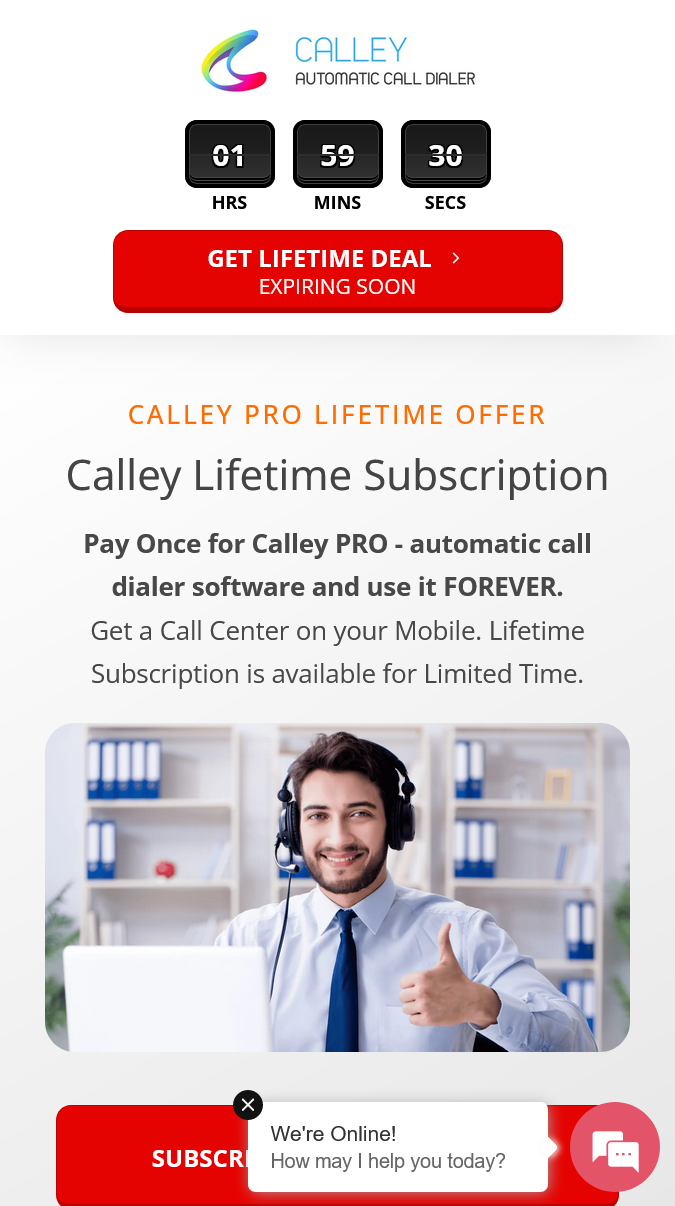 CALLEY
AUTOMATIC CALL DIALER
01 59 30
HRS MINS SECS
GET LIFETIME DEAL
EXPIRING SOON
CALLEY PRO LIFETIME OFFER
Calley Lifetime Subscription
Pay Once for Calley PRO - automatic call
dialer software and use it FOREVER.
Get a Call Center on your Mobile. Lifetime
Subscription is available for Limited Time.
We're Online!
How may I help you today?